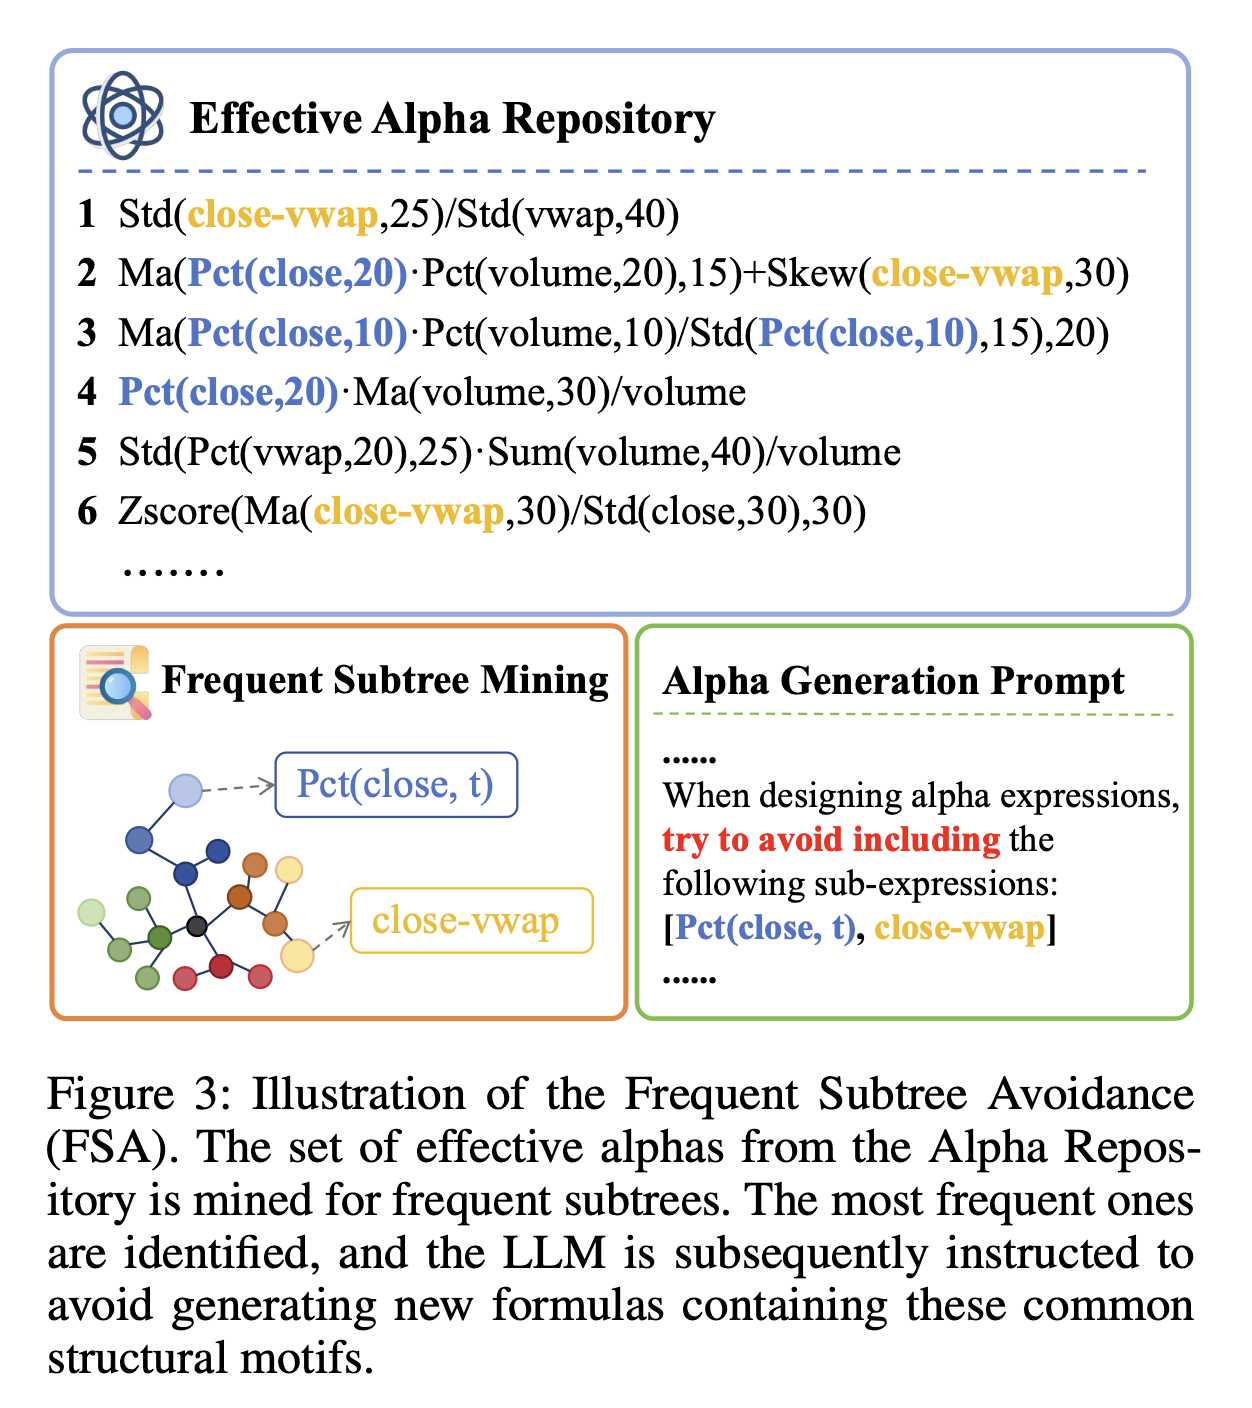 Effective Alpha Repository
1 Std(close-vwap,25)/Std(vwap,40)
2 Ma(Pct(close,20)·Pct(volume,20),15)+Skew(close-vwap,30)
3 Ma(Pct(close,10)·Pct(volume,10)/Std(Pct(close,10),15),20)
4 Pct(close,20)·Ma(volume,30)/volume
5 Std(Pct(vwap,20),25)·Sum(volume,40)/volume
6 Zscore(Ma(close-vwap,30)/Std(close,30),30)
.......
Frequent Subtree Mining
Pct(close, t)
close-vwap
Alpha Generation Prompt
......
When designing alpha expressions,
try to avoid including the
following sub-expressions:
[Pct(close, t), close-vwap]
......
Figure 3: Illustration of the Frequent Subtree Avoidance
(FSA). The set of effective alphas from the Alpha Repos-
itory is mined for frequent subtrees. The most frequent ones
are identified, and the LLM is subsequently instructed to
avoid generating new formulas containing these common
structural motifs.